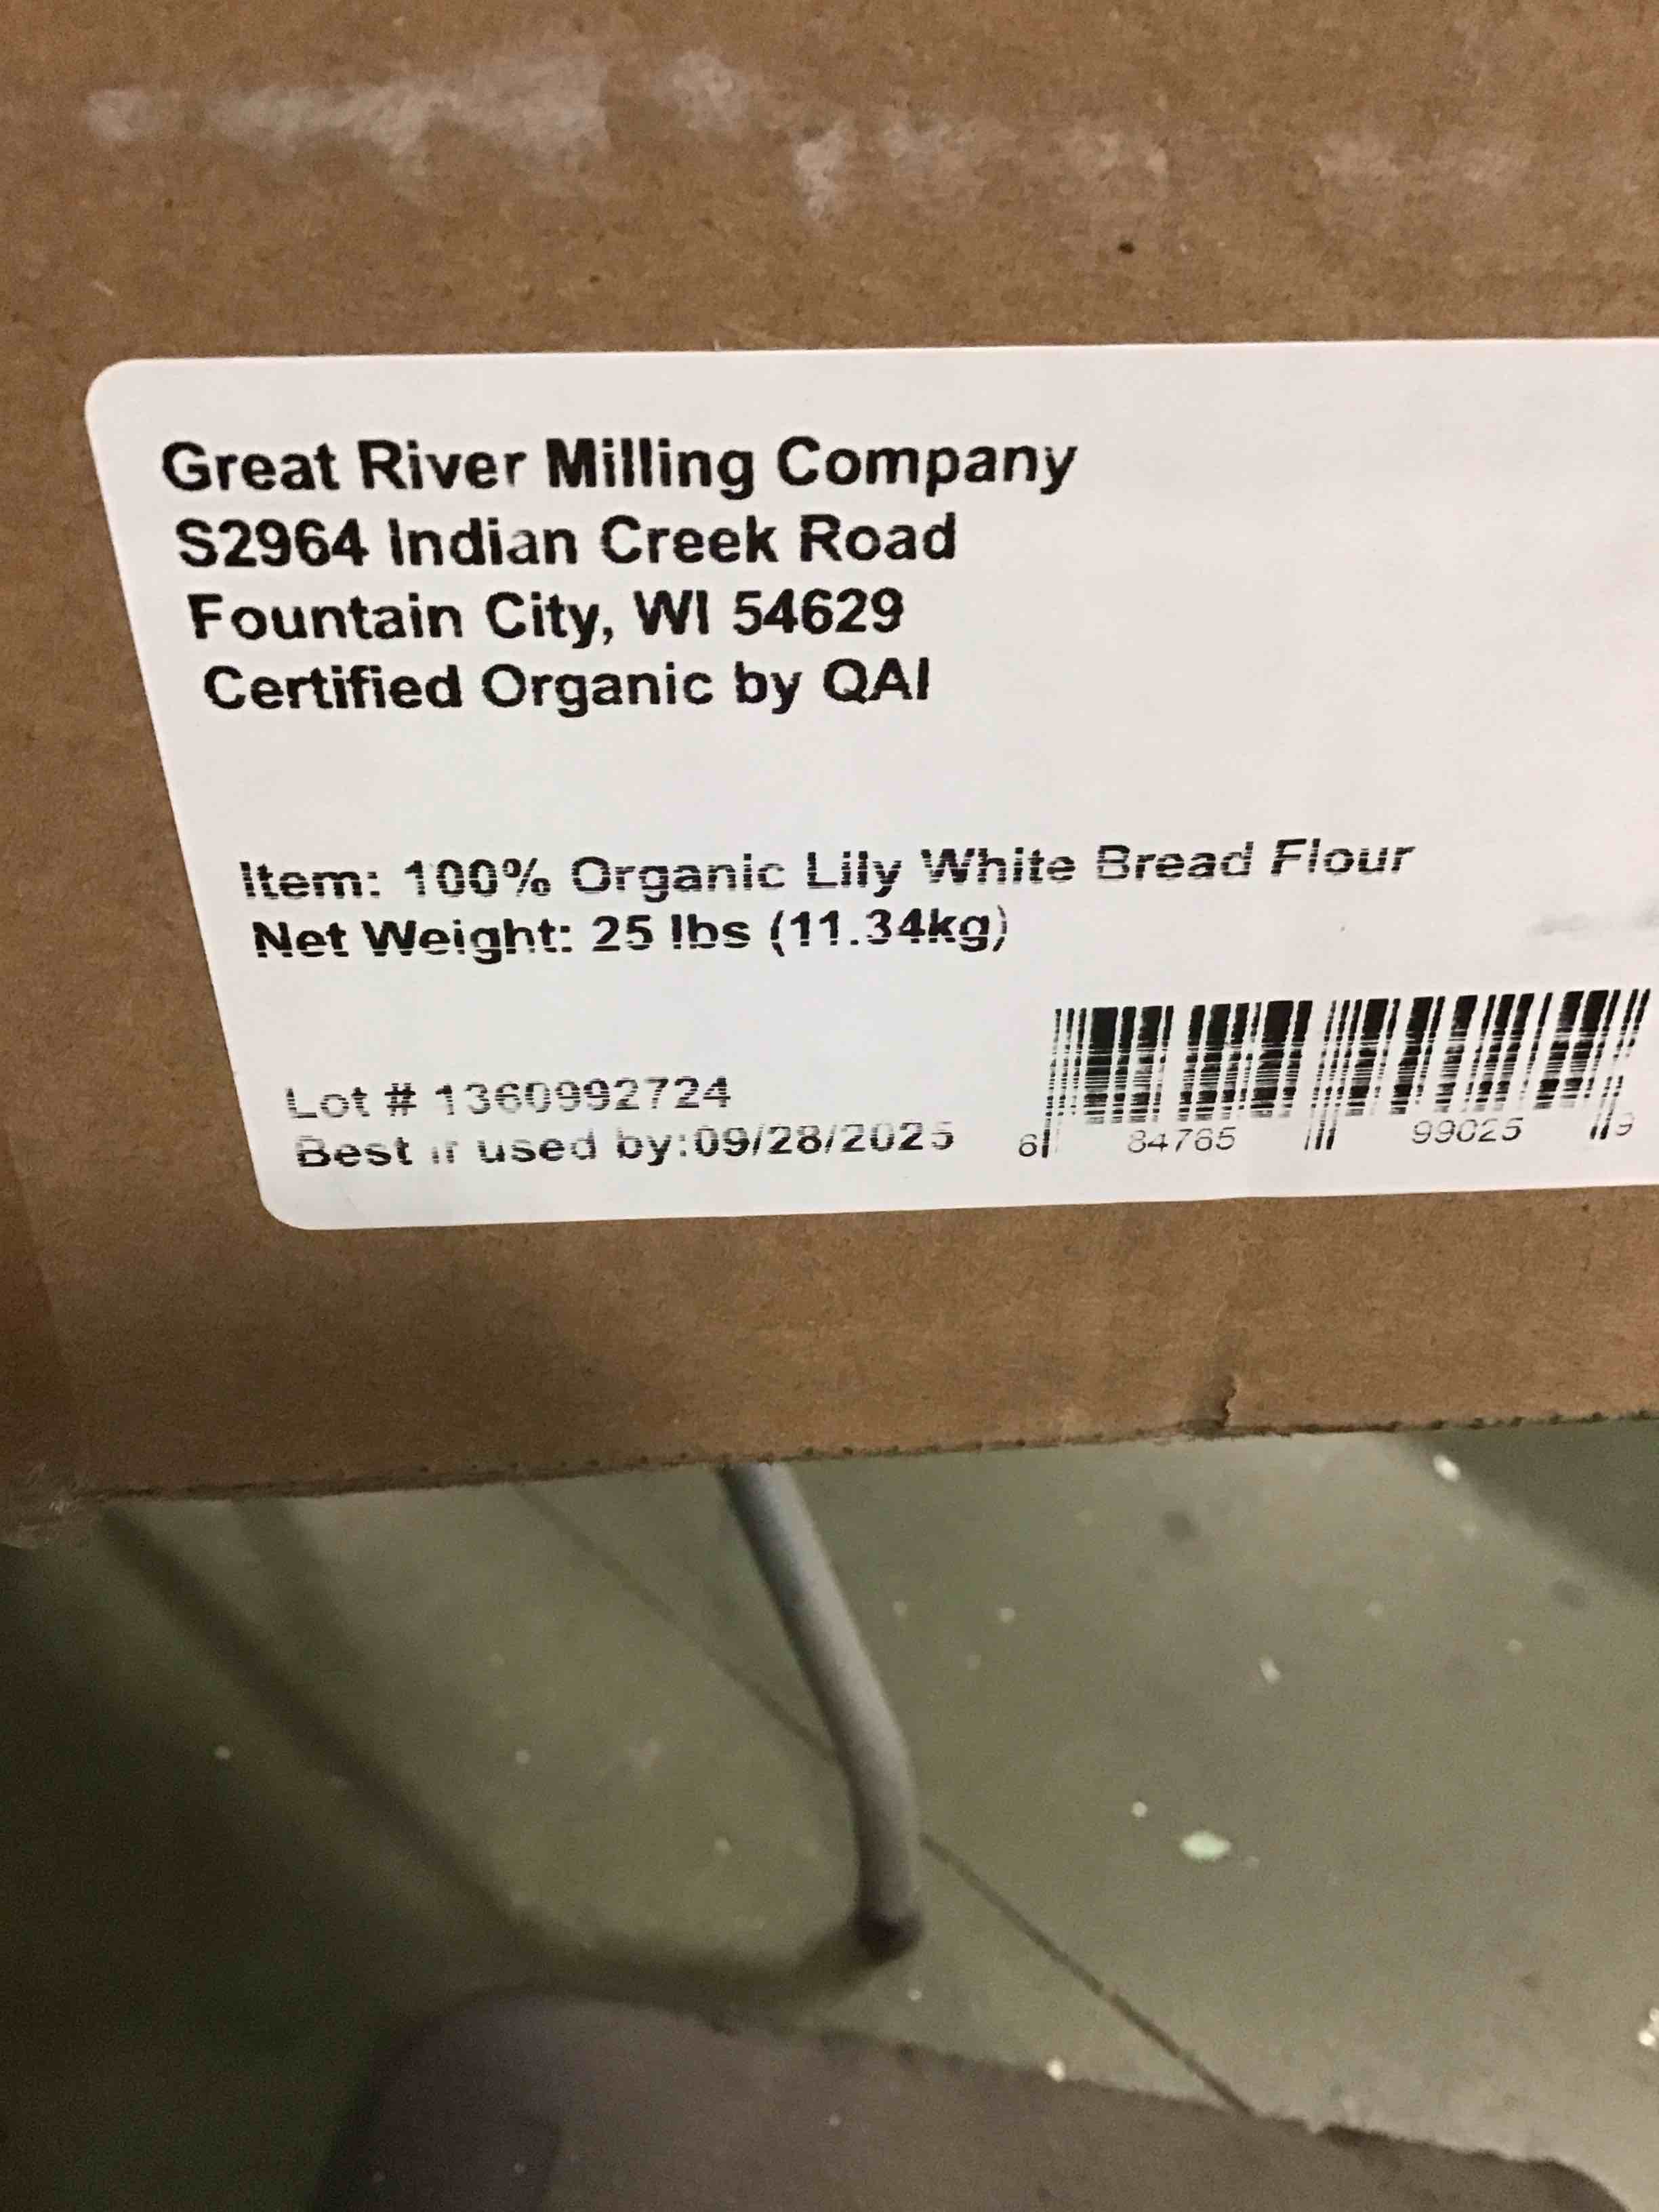 Great River Milling Company
S2964 Indian Creek Road
Fountain City, WI 54629
Certified Organic by QAI
Item: 100% Organic Lily White Bread Flour
Net Weight: 25 lbs (11.34kg)
Lot # 1360992724
Best if used by:09/28/2025
6 84765 99025 9